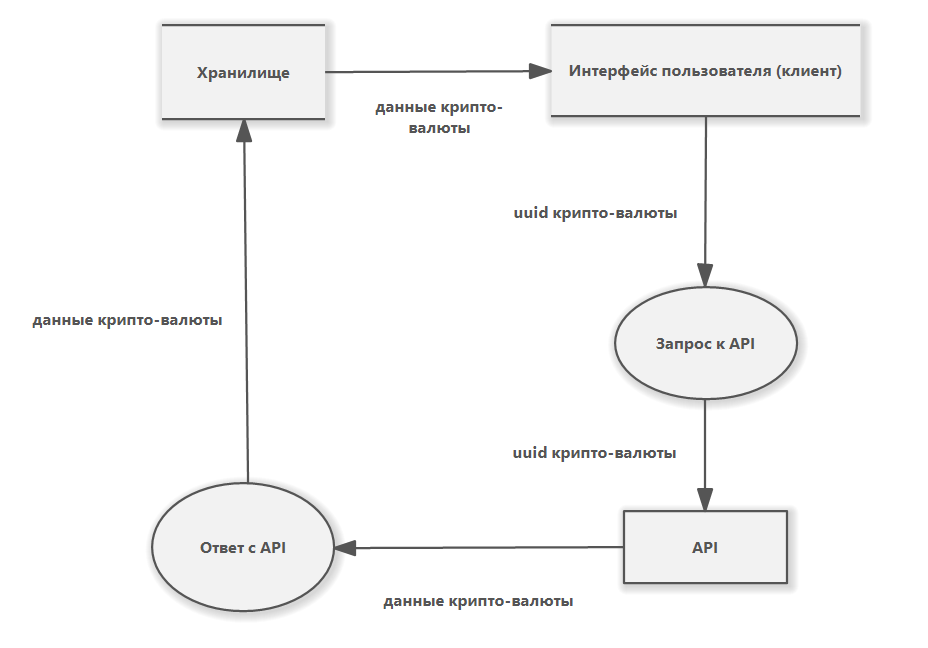 Хранилище
Интерфейс пользователя (клиент)
данные крипто-
валюты
uuid крипто-валюты
данные крипто-валюты
Запрос к API
uuid крипто-валюты
Ответ с API
API
данные крипто-валюты